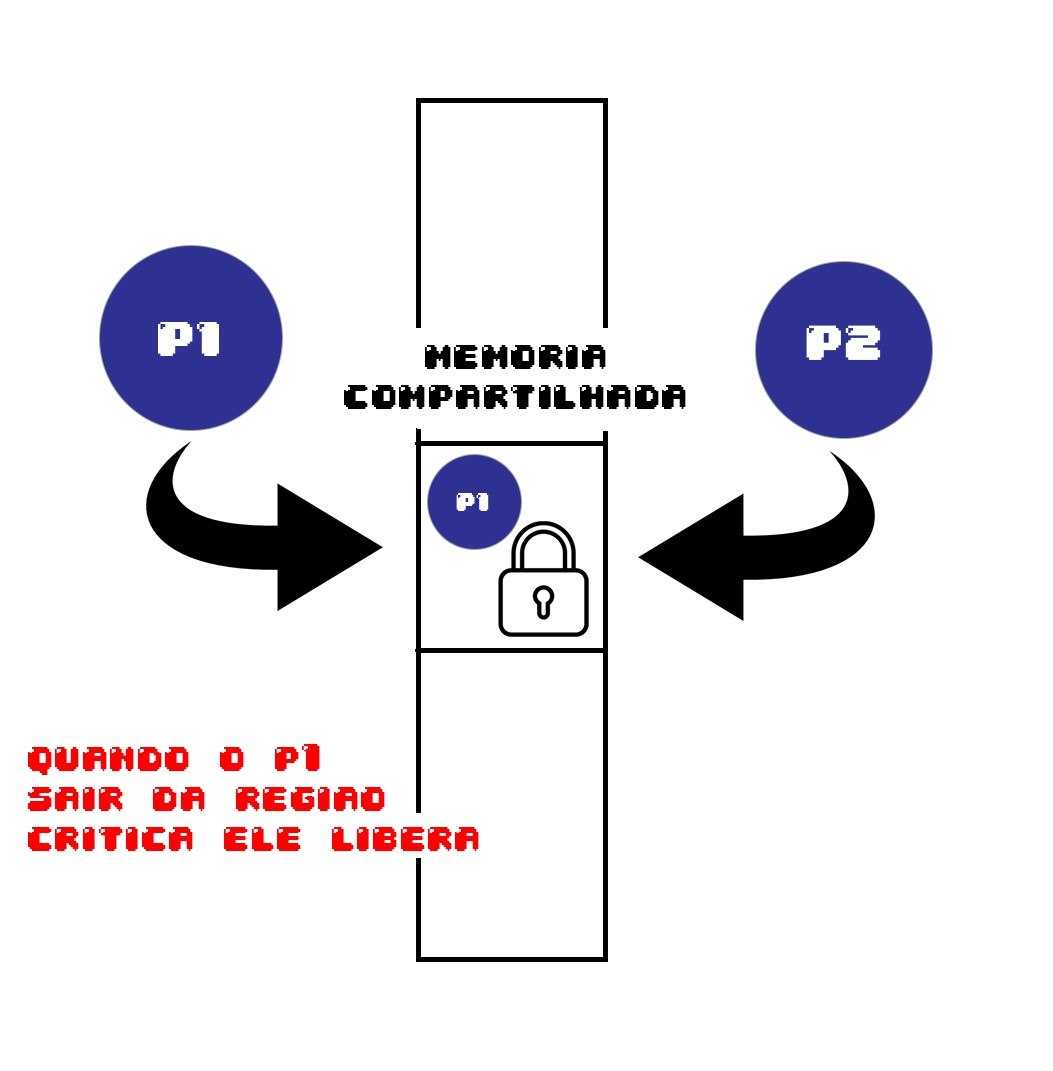 P1
P2
MEMORIA
COMPARTILHADA
P1
QUANDO O P1
SAIR DA REGIAO
CRITICA ELE LIBERA